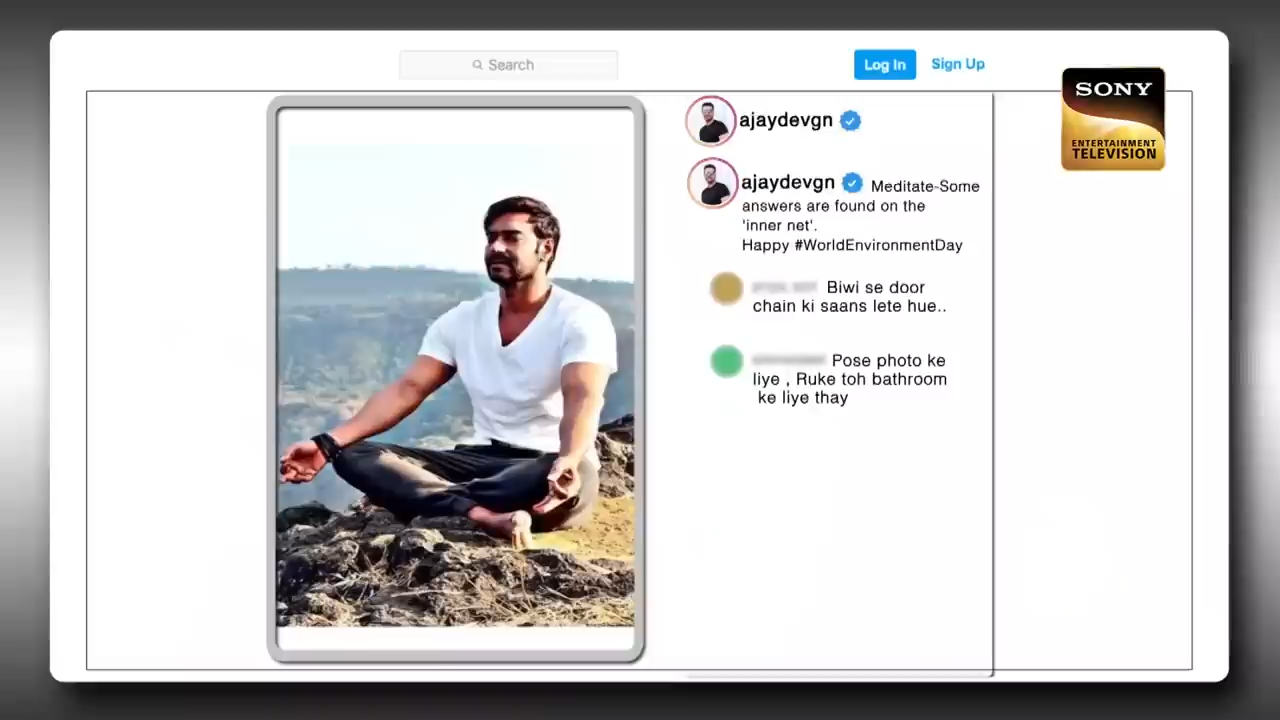 Search
Log In
Sign Up
SONY
ENTERTAINMENT
TELEVISION
ajaydevgn
ajaydevgn Meditate-Some
answers are found on the
'inner net'.
Happy #WorldEnvironmentDay
Biwi se door
chain ki saans lete hue..
Pose photo ke
liye , Ruke toh bathroom
ke liye thay